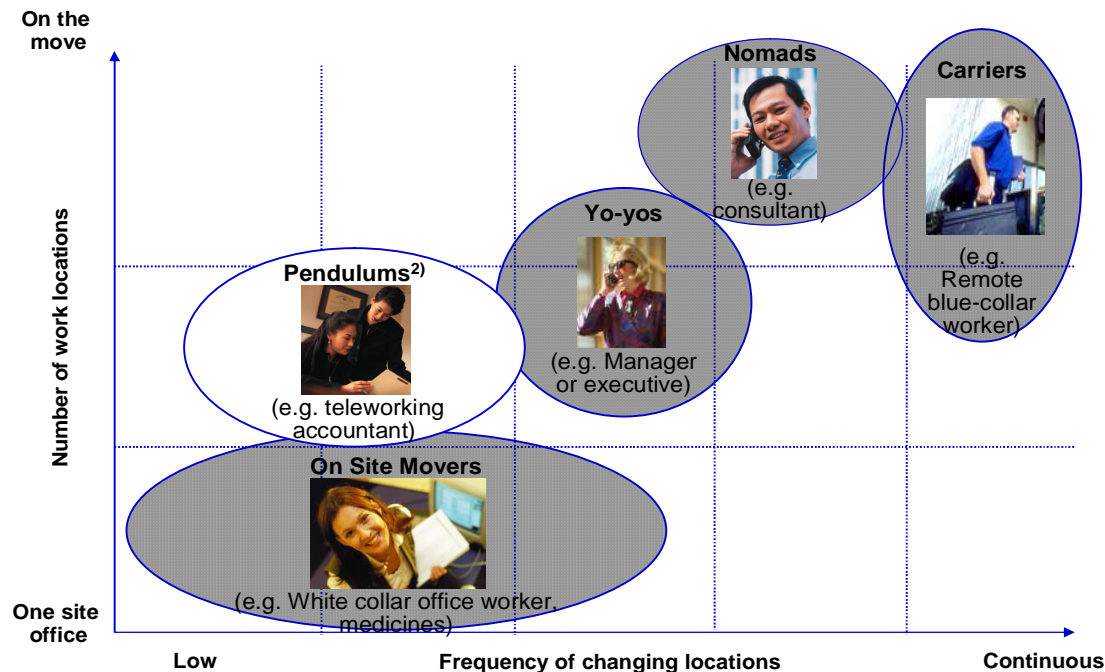 On the
move
Nomads
(e.g.
consultant)
Carriers
(e.g.
Remote
blue-collar
worker)
Yo-yos
(e.g. Manager
or executive)
Pendulums2)
(e.g. teleworking
accountant)
On Site Movers
(e.g. White collar office worker,
medicines)
Number of work locations
One site
office
Low
Frequency of changing locations
Continuous